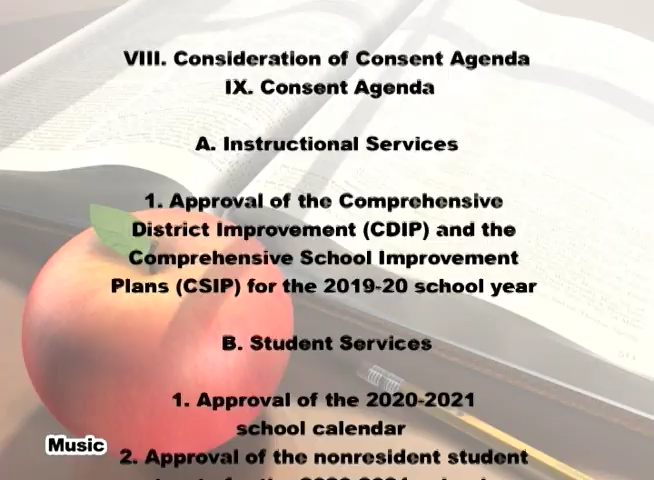 VIII. Consideration of Consent Agenda
IX. Consent Agenda
A. Instructional Services
1. Approval of the Comprehensive
District Improvement (CDIP) and the
Comprehensive School Improvement
Plans (CSIP) for the 2019-20 school year
B. Student Services
1. Approval of the 2020-2021
school calendar
Music
2. Approval of the nonresident student